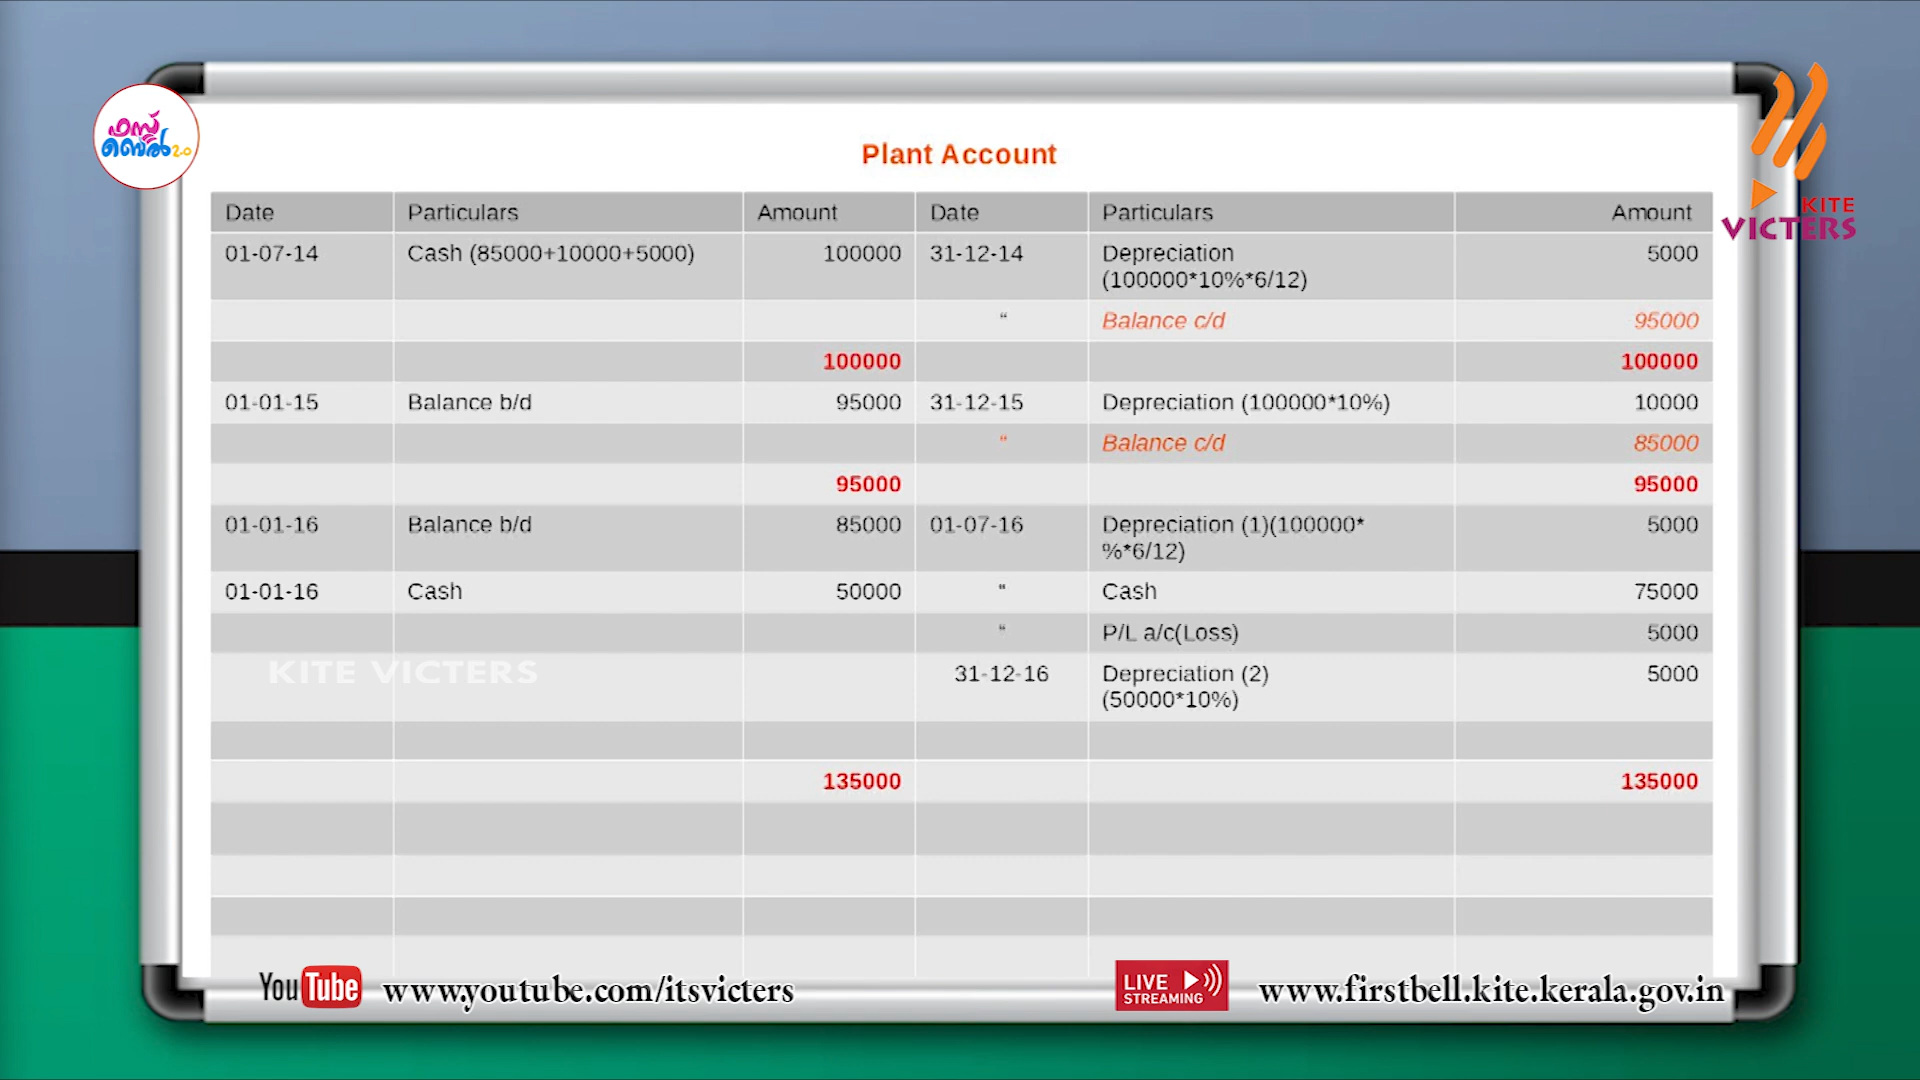 ഫസ്റ്റ്
ബെൽ 2.0
KITE
VICTERS
Plant Account
Date Particulars Amount Date Particulars Amount
01-07-14 Cash (85000+10000+5000) 100000 31-12-14 Depreciation 5000
(100000*10%*6/12)
“ Balance c/d 95000
100000 100000
01-01-15 Balance b/d 95000 31-12-15 Depreciation (100000*10%) 10000
“ Balance c/d 85000
95000 95000
01-01-16 Balance b/d 85000 01-07-16 Depreciation (1)(100000* 5000
%*6/12)
01-01-16 Cash 50000 “ Cash 75000
“ P/L a/c(Loss) 5000
KITE VICTERS 31-12-16 Depreciation (2) 5000
(50000*10%)
135000 135000
YouTube www.youtube.com/itsvicters LIVE STREAMING www.firstbell.kite.kerala.gov.in